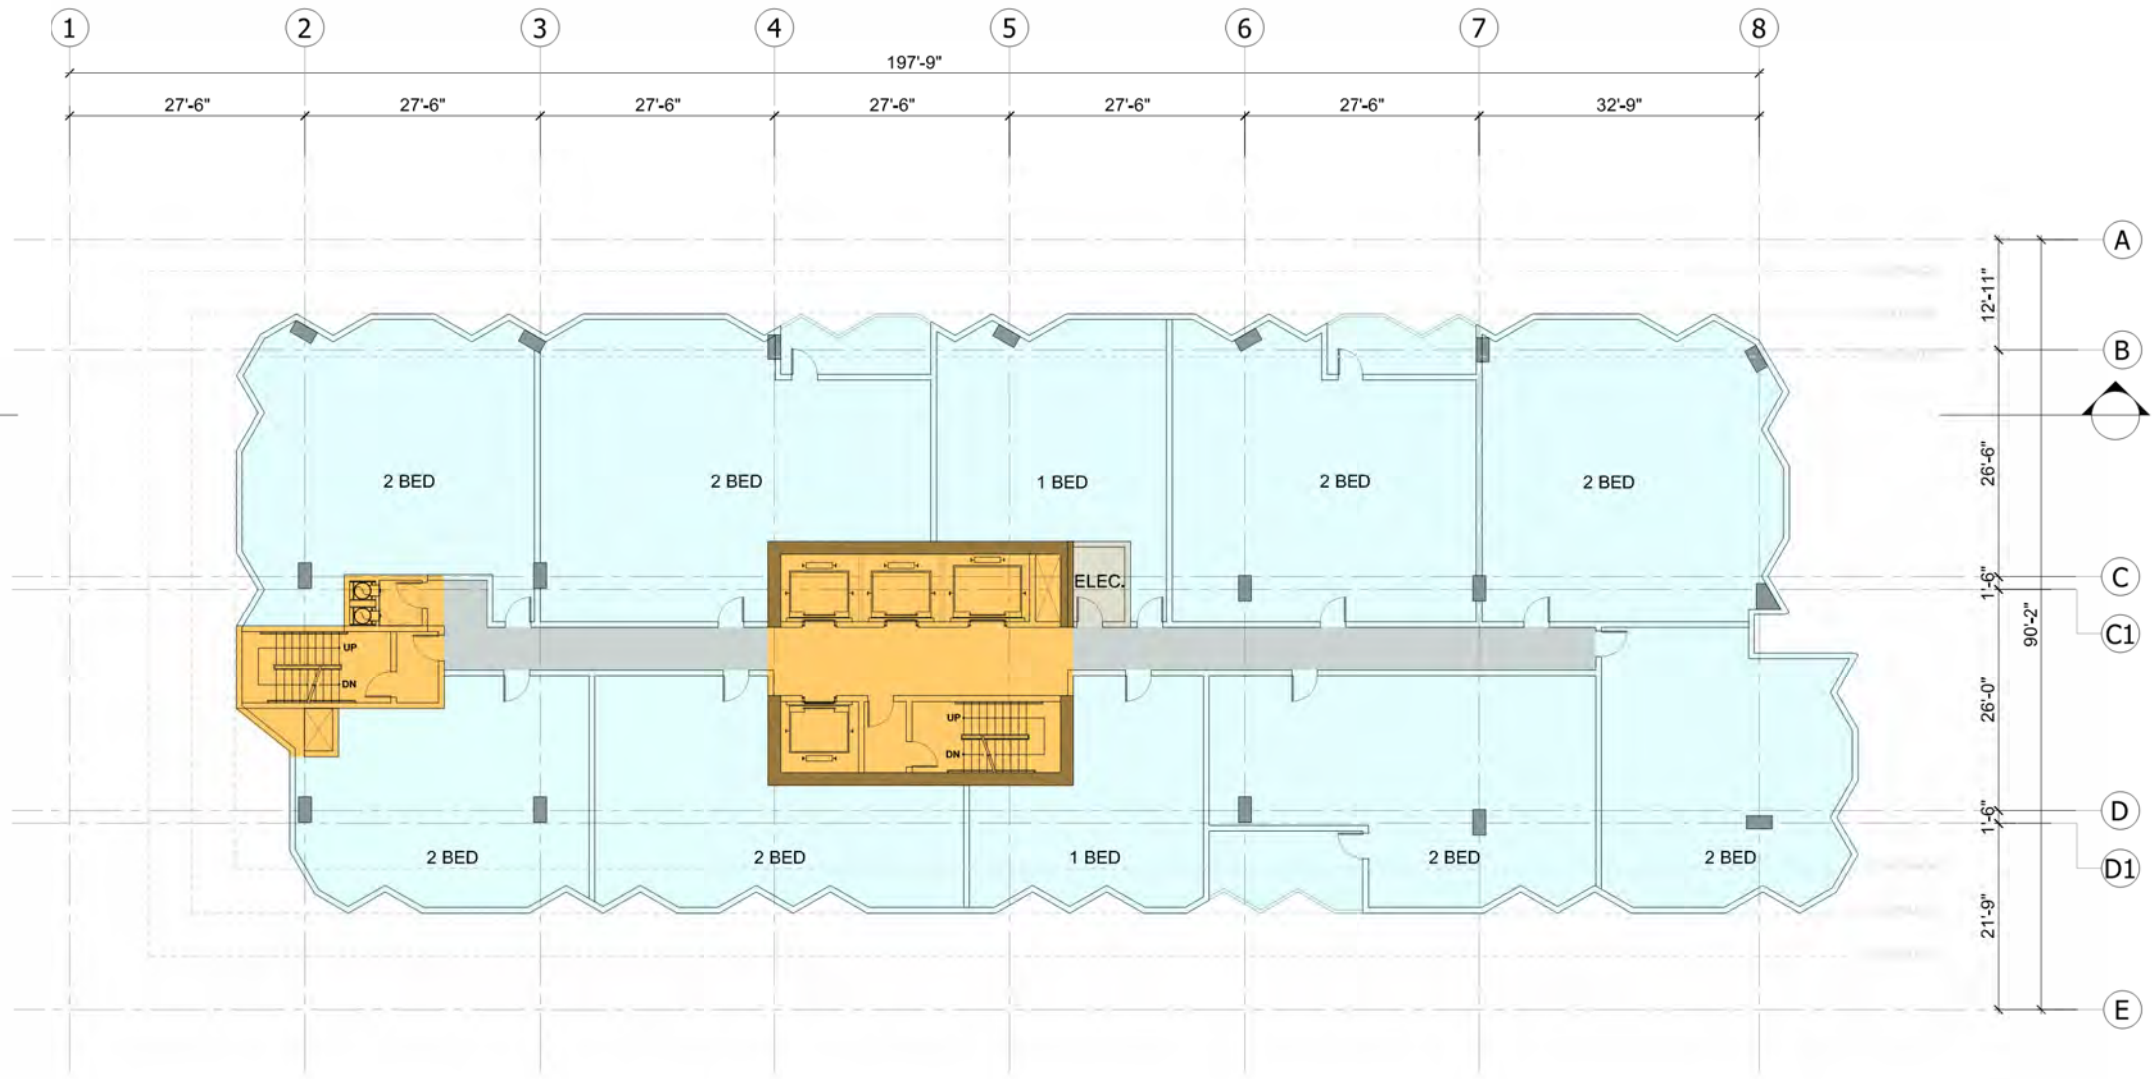 1 2 3 4 5 6 7 8
197'-9"
27'-6" 27'-6" 27'-6" 27'-6" 27'-6" 27'-6" 32'-9"
A
12'-11"
B
26'-6"
2 BED 2 BED 1 BED 2 BED 2 BED
C
1'-6"
ELEC.
90'-2"
C1
UP
DN
26'-0"
UP
DN
D
1'-6"
2 BED 2 BED 1 BED 2 BED 2 BED
D1
21'-9"
E